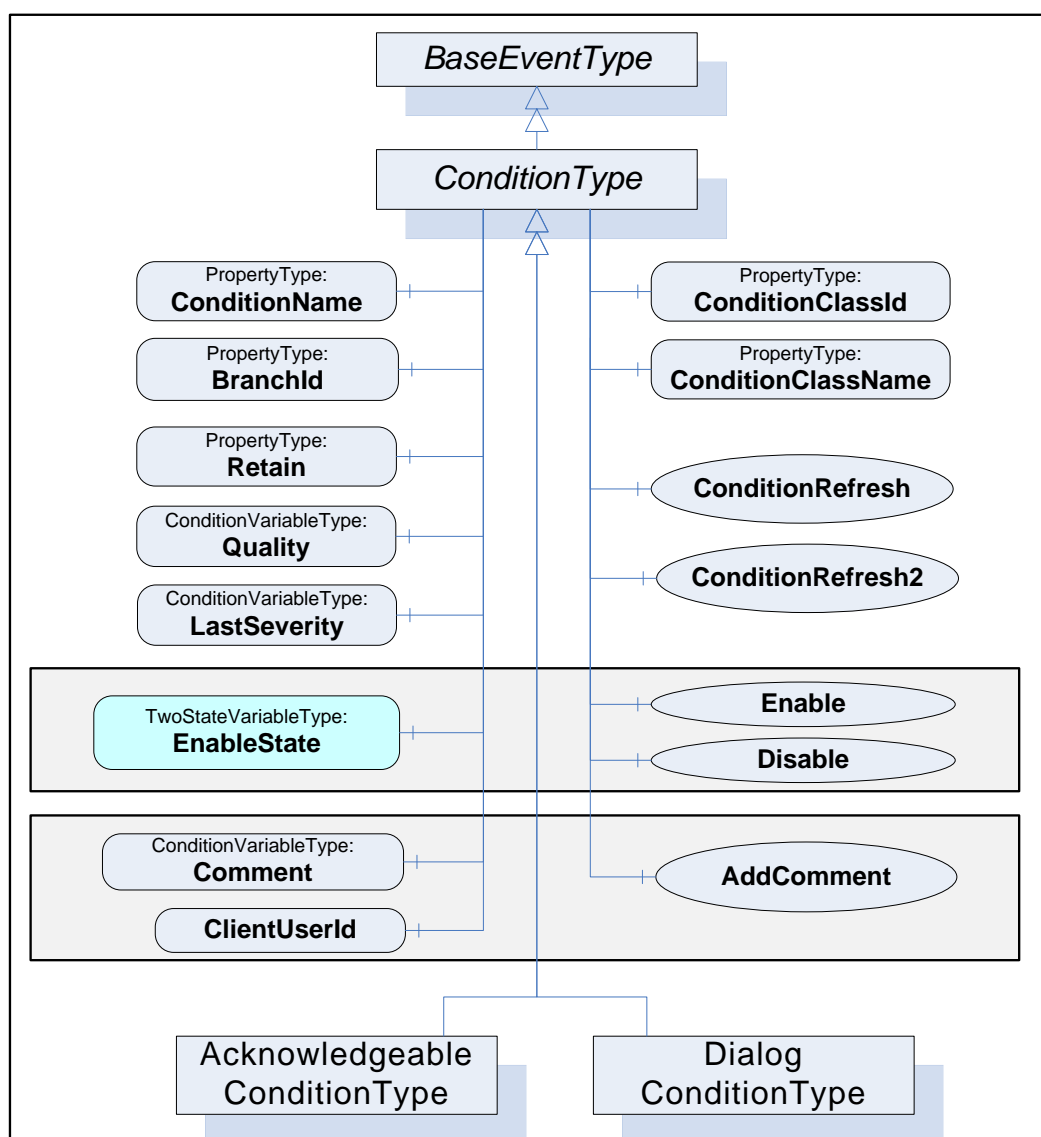 BaseEventType
ConditionType
PropertyType:
ConditionName
PropertyType:
ConditionClassId
PropertyType:
BranchId
PropertyType:
ConditionClassName
PropertyType:
Retain
ConditionRefresh
ConditionVariableType:
Quality
ConditionRefresh2
ConditionVariableType:
LastSeverity
TwoStateVariableType:
EnableState
Enable
Disable
ConditionVariableType:
Comment
AddComment
ClientUserId
Acknowledgeable
ConditionType
Dialog
ConditionType